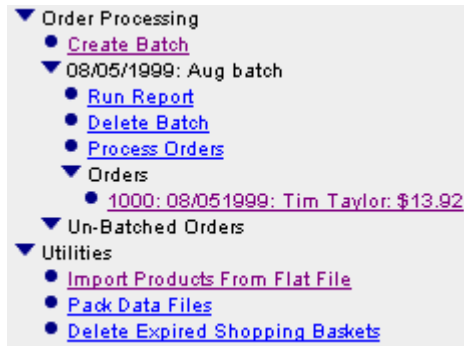 Order Processing
Create Batch
08/05/1999: Aug batch
Run Report
Delete Batch
Process Orders
Orders
1000: 08/051999: Tim Taylor: $13.92
Un-Batched Orders
Utilities
Import Products From Flat File
Pack Data Files
Delete Expired Shopping Baskets